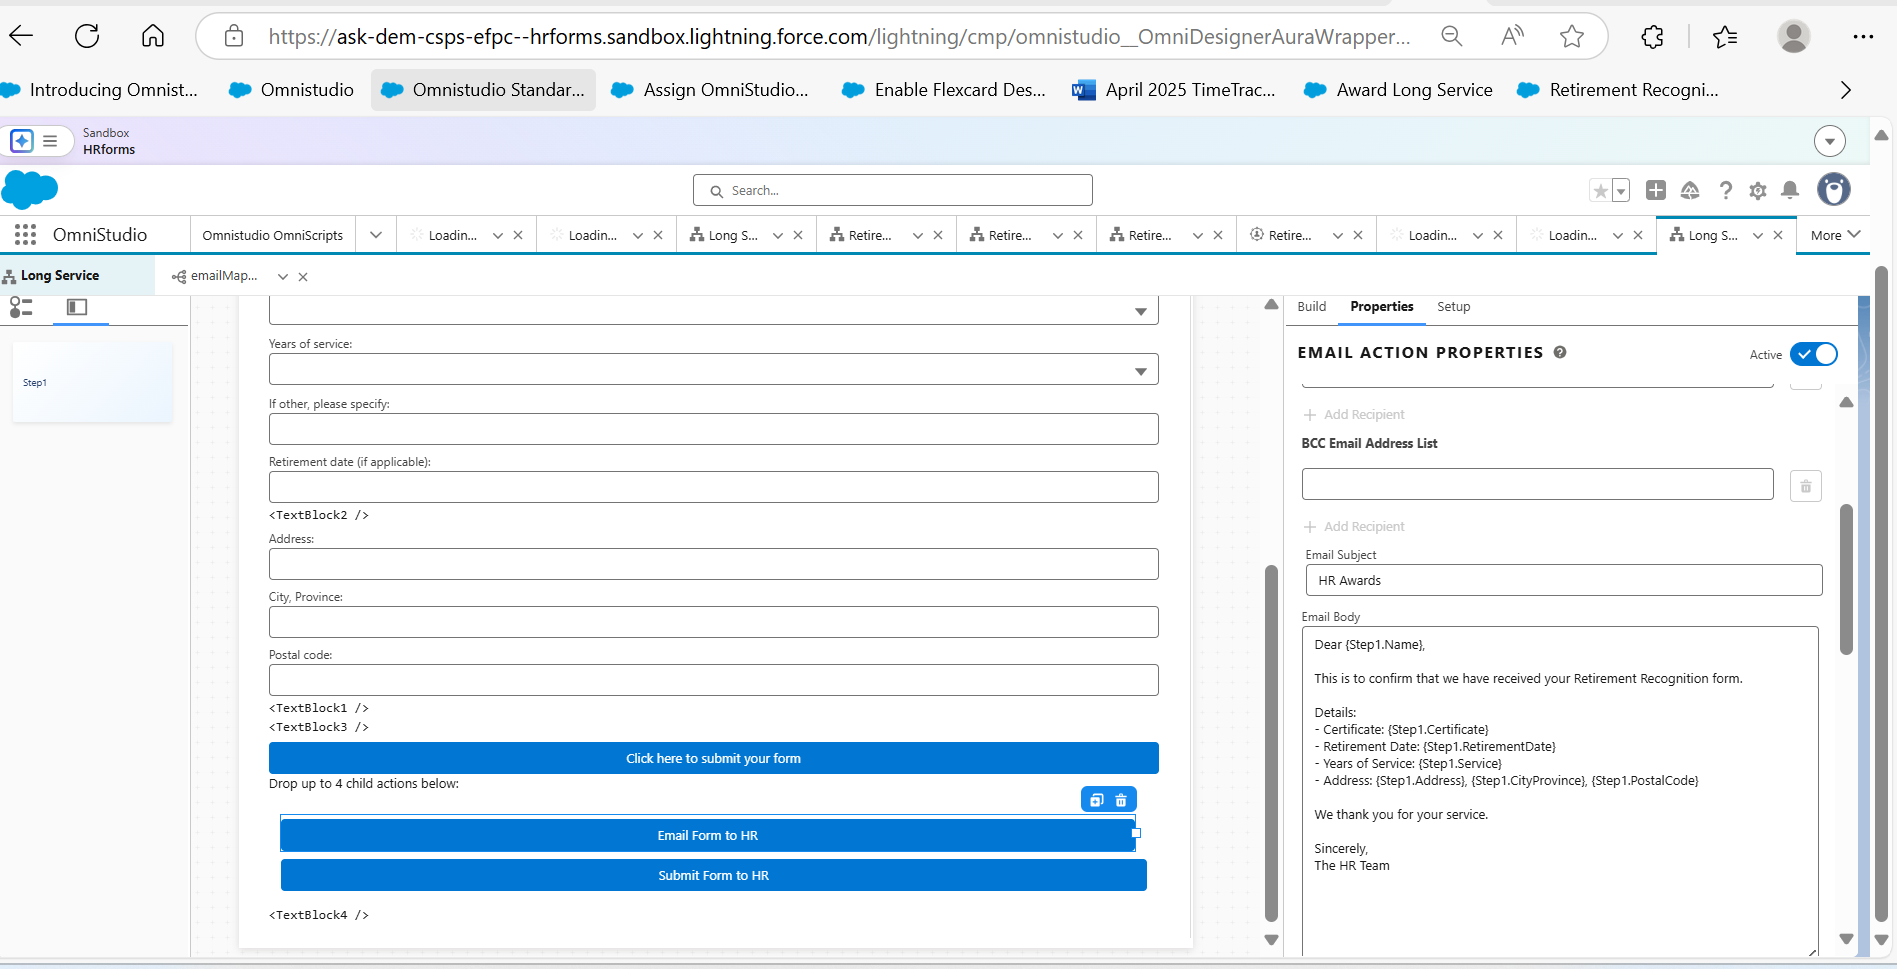 https://ask-dem-csps-efpc--hrforms.sandbox.lightning.force.com/lightning/cmp/omnistudio__OmniDesignerAuraWrapper...
Introducing Omnist...
Omnistudio
Omnistudio Standar...
Assign OmniStudio...
Enable Flexcard Des...
April 2025 TimeTrac...
Award Long Service
Retirement Recogni...
Sandbox
HRforms
Search...
OmniStudio
Omnistudio OmniScripts
Loadin...
Loadin...
Long S...
Retire...
Retire...
Retire...
Retire...
Loadin...
Loadin...
Long S...
More
Long Service
emailMap...
Step1
Years of service:
If other, please specify:
Retirement date (if applicable):
<TextBlock2 />
Address:
City, Province:
Postal code:
<TextBlock1 />
<TextBlock3 />
Click here to submit your form
Drop up to 4 child actions below:
Email Form to HR
Submit Form to HR
<TextBlock4 />
Build
Properties
Setup
EMAIL ACTION PROPERTIES
Active
Add Recipient
BCC Email Address List
Add Recipient
Email Subject
HR Awards
Email Body
Dear {Step1.Name},
This is to confirm that we have received your Retirement Recognition form.
Details:
- Certificate: {Step1.Certificate}
- Retirement Date: {Step1.RetirementDate}
- Years of Service: {Step1.Service}
- Address: {Step1.Address}, {Step1.CityProvince}, {Step1.PostalCode}
We thank you for your service.
Sincerely,
The HR Team